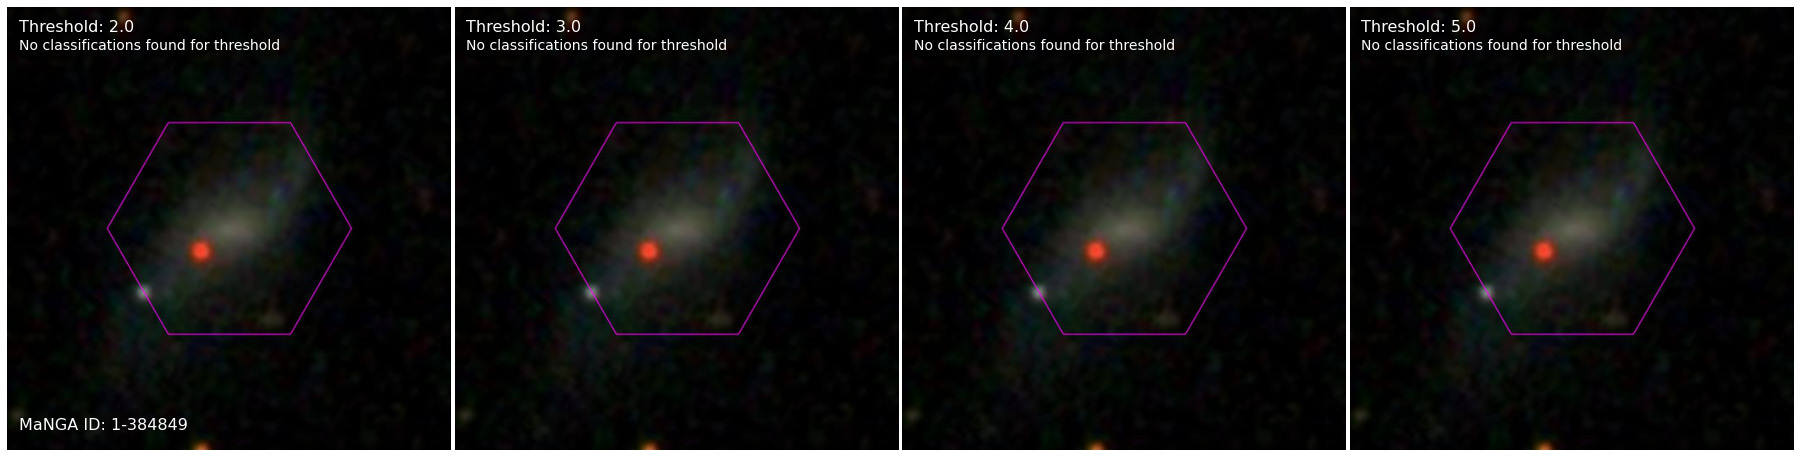 Threshold: 2.0
No classifications found for threshold
MaNGA ID: 1-384849
Threshold: 3.0
No classifications found for threshold
Threshold: 4.0
No classifications found for threshold
Threshold: 5.0
No classifications found for threshold